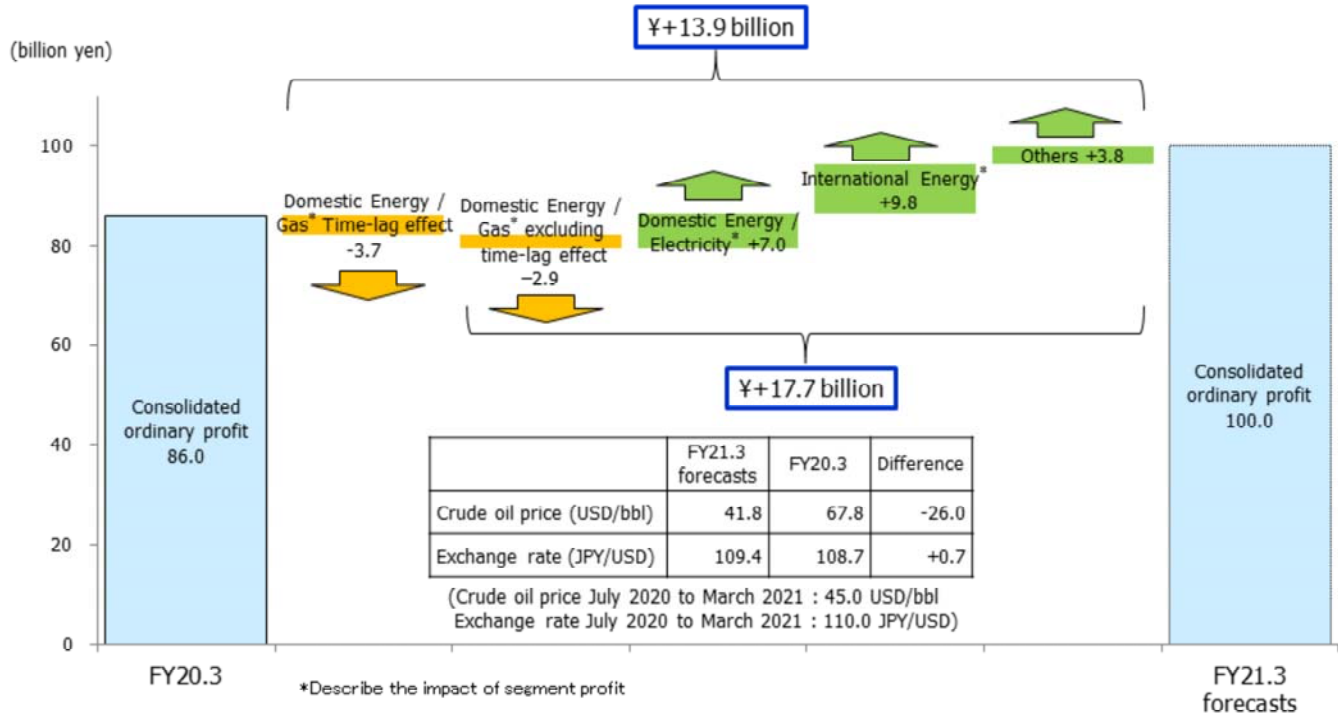 ¥+13.9 billion
(billion yen)
100
80
60
40
20
0
Consolidated
ordinary profit
86.0
Domestic Energy /
Gas* Time-lag effect
-3.7
Domestic Energy /
Gas* excluding
time-lag effect
−2.9
Domestic Energy /
Electricity* +7.0
International Energy*
+9.8
Others +3.8
¥+17.7 billion
Consolidated
ordinary profit
100.0
FY21.3 forecasts FY20.3 Difference
Crude oil price (USD/bbl) 41.8 67.8 -26.0
Exchange rate (JPY/USD) 109.4 108.7 +0.7
(Crude oil price July 2020 to March 2021 : 45.0 USD/bbl
Exchange rate July 2020 to March 2021 : 110.0 JPY/USD)
FY20.3
*Describe the impact of segment profit
FY21.3
forecasts